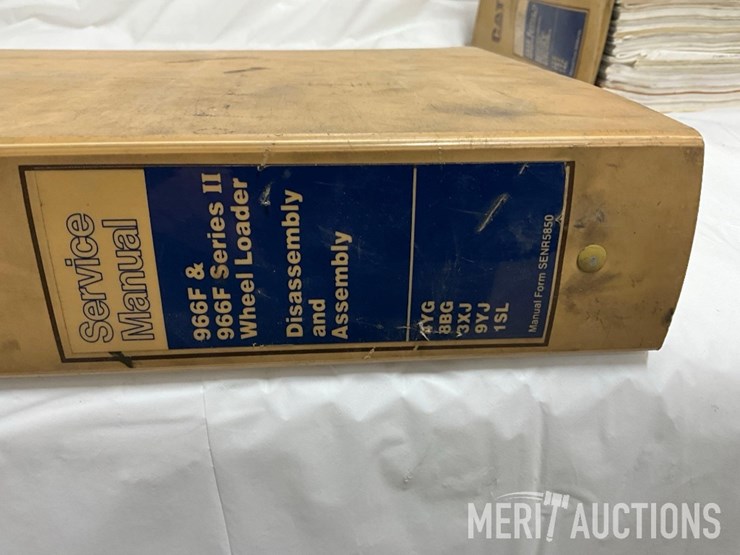 CAT
Service
Manual
966F &
966F Series II
Wheel Loader
Disassembly
and
Assembly
4YG
8BG
3XJ
9YJ
1SL
Manual Form SENR5850
MERIT AUCTIONS